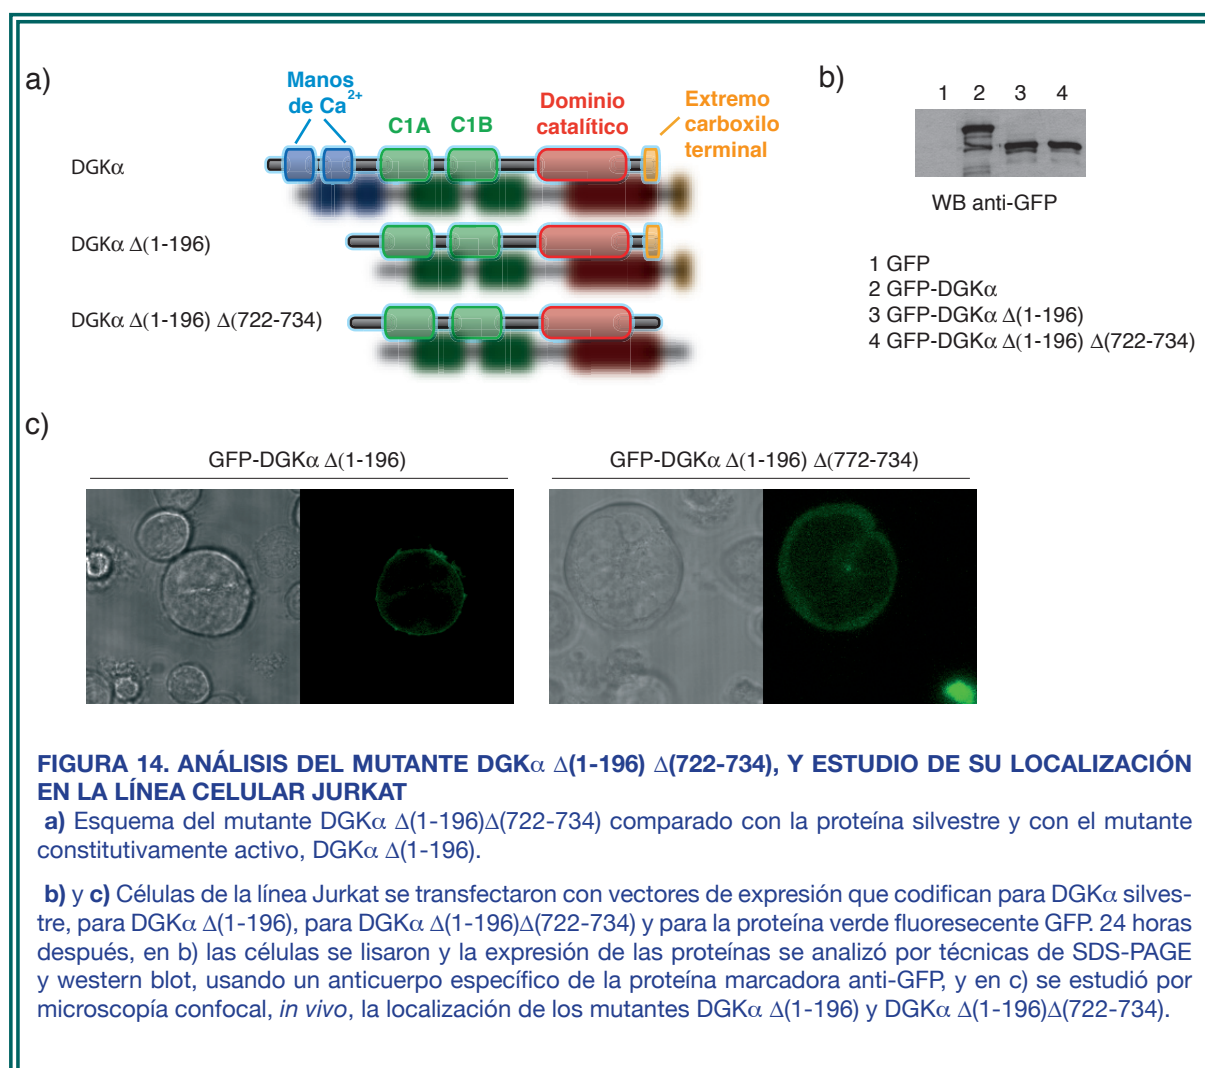 a)
Manos
de Ca²⁺
C1A
C1B
Dominio
catalítico
Extremo
carboxilo
terminal
DGKα
DGKα Δ(1-196)
DGKα Δ(1-196) Δ(722-734)
b)
1 2 3 4
WB anti-GFP
1 GFP
2 GFP-DGKα
3 GFP-DGKα Δ(1-196)
4 GFP-DGKα Δ(1-196) Δ(722-734)
c)
GFP-DGKα Δ(1-196)
GFP-DGKα Δ(1-196) Δ(772-734)
FIGURA 14. ANÁLISIS DEL MUTANTE DGKα Δ(1-196) Δ(722-734), Y ESTUDIO DE SU LOCALIZACIÓN
EN LA LÍNEA CELULAR JURKAT
a) Esquema del mutante DGKα Δ(1-196)Δ(722-734) comparado con la proteína silvestre y con el mutante
constitutivamente activo, DGKα Δ(1-196).
b) y c) Células de la línea Jurkat se transfectaron con vectores de expresión que codifican para DGKα silves-
tre, para DGKα Δ(1-196), para DGKα Δ(1-196)Δ(722-734) y para la proteína verde fluoresecente GFP. 24 horas
después, en b) las células se lisaron y la expresión de las proteínas se analizó por técnicas de SDS-PAGE
y western blot, usando un anticuerpo específico de la proteína marcadora anti-GFP, y en c) se estudió por
microscopía confocal, in vivo, la localización de los mutantes DGKα Δ(1-196) y DGKα Δ(1-196)Δ(722-734).